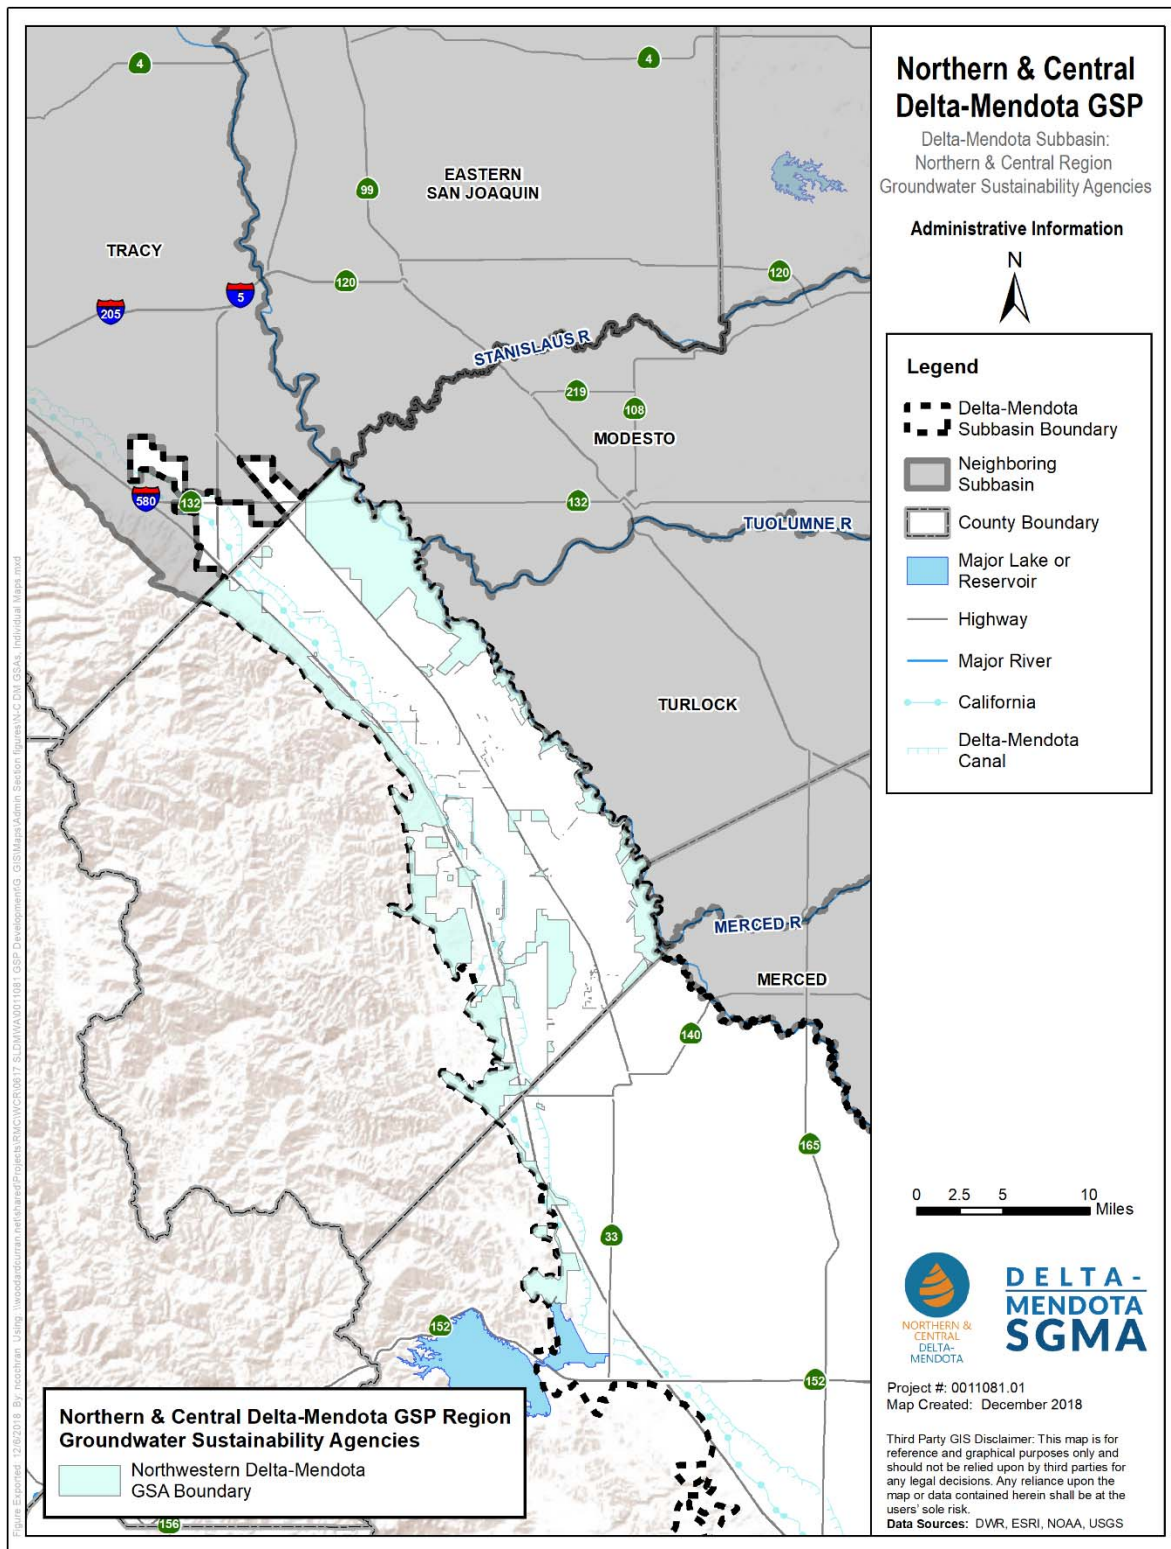 Northern & Central
Delta-Mendota GSP
Delta-Mendota Subbasin:
Northern & Central Region
Groundwater Sustainability Agencies
Administrative Information
N
Legend
Delta-Mendota
Subbasin Boundary
Neighboring
Subbasin
County Boundary
Major Lake or
Reservoir
Highway
Major River
California
Delta-Mendota
Canal
0 2.5 5 10
Miles
NORTHERN &
CENTRAL
DELTA-
MENDOTA
DELTA-
MENDOTA
SGMA
Project #: 0011081.01
Map Created: December 2018
Third Party GIS Disclaimer: This map is for
reference and graphical purposes only and
should not be relied upon by third parties for
any legal decisions. Any reliance upon the
map or data contained herein shall be at the
users' sole risk.
Data Sources: DWR, ESRI, NOAA, USGS
4
4
EASTERN
SAN JOAQUIN
99
TRACY
120
120
5
205
STANISLAUS R
219
108
MODESTO
580
132
132
TUOLUMNE R
TURLOCK
MERCED R
MERCED
140
165
33
152
152
156
Northern & Central Delta-Mendota GSP Region
Groundwater Sustainability Agencies
Northwestern Delta-Mendota
GSA Boundary